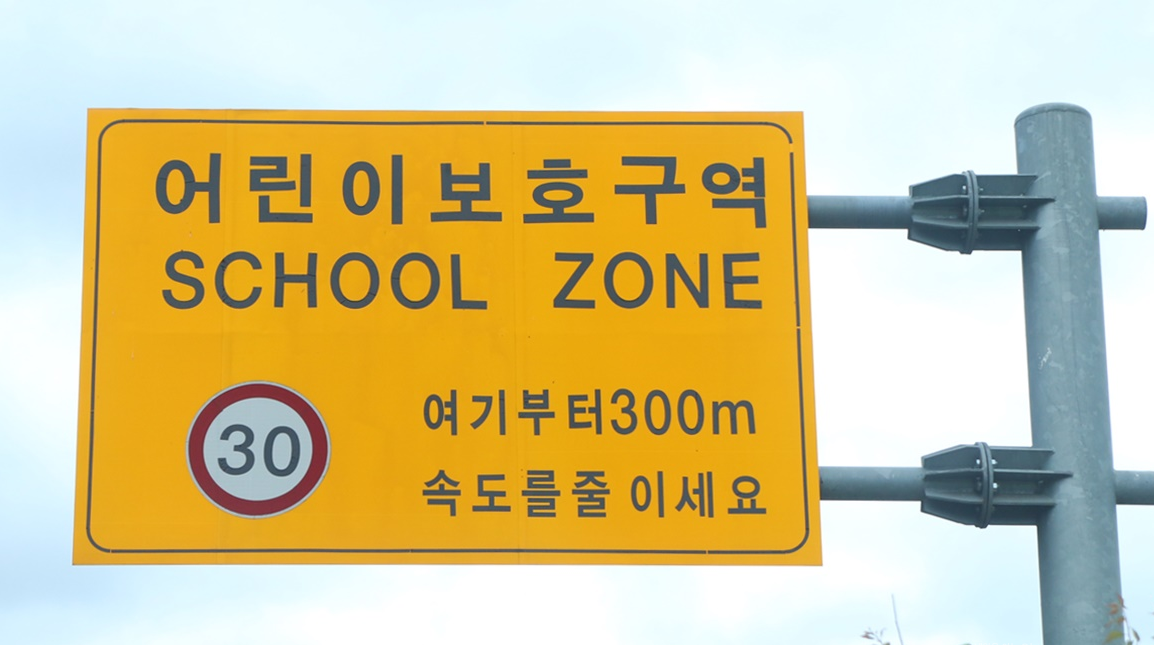 어린이보호구역
SCHOOL ZONE
30
여기부터300m
속도를줄 이세요